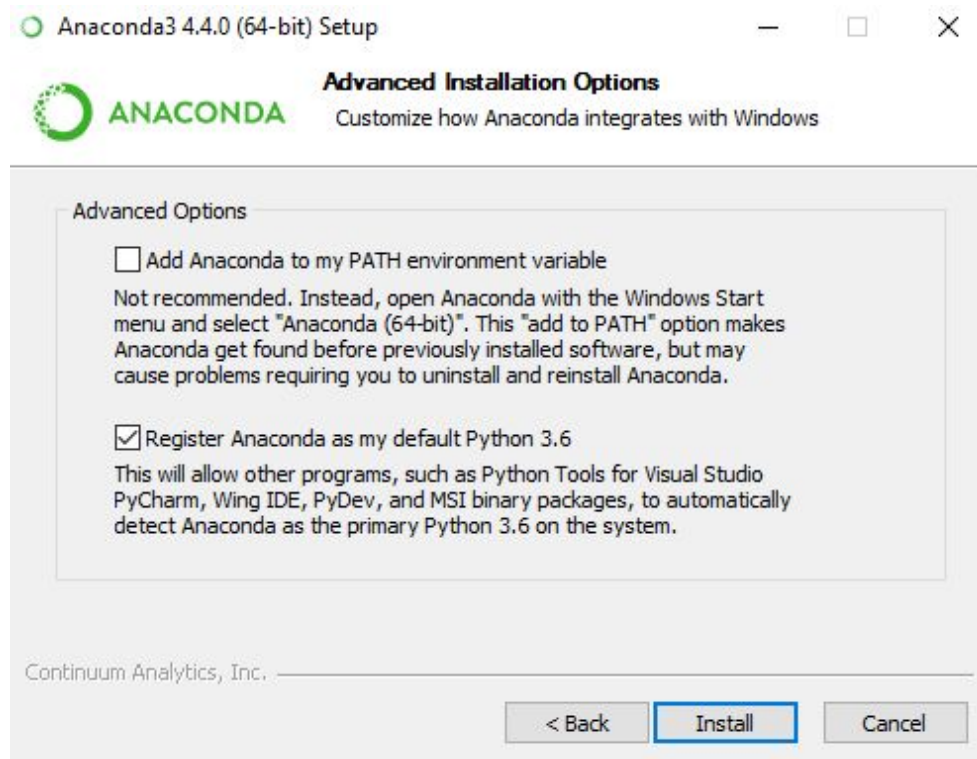 Anaconda3 4.4.0 (64-bit) Setup
ANACONDA
Advanced Installation Options
Customize how Anaconda integrates with Windows
Advanced Options
Add Anaconda to my PATH environment variable
Not recommended. Instead, open Anaconda with the Windows Start
menu and select "Anaconda (64-bit)". This "add to PATH" option makes
Anaconda get found before previously installed software, but may
cause problems requiring you to uninstall and reinstall Anaconda.
Register Anaconda as my default Python 3.6
This will allow other programs, such as Python Tools for Visual Studio
PyCharm, Wing IDE, PyDev, and MSI binary packages, to automatically
detect Anaconda as the primary Python 3.6 on the system.
Continuum Analytics, Inc.
< Back
Install
Cancel